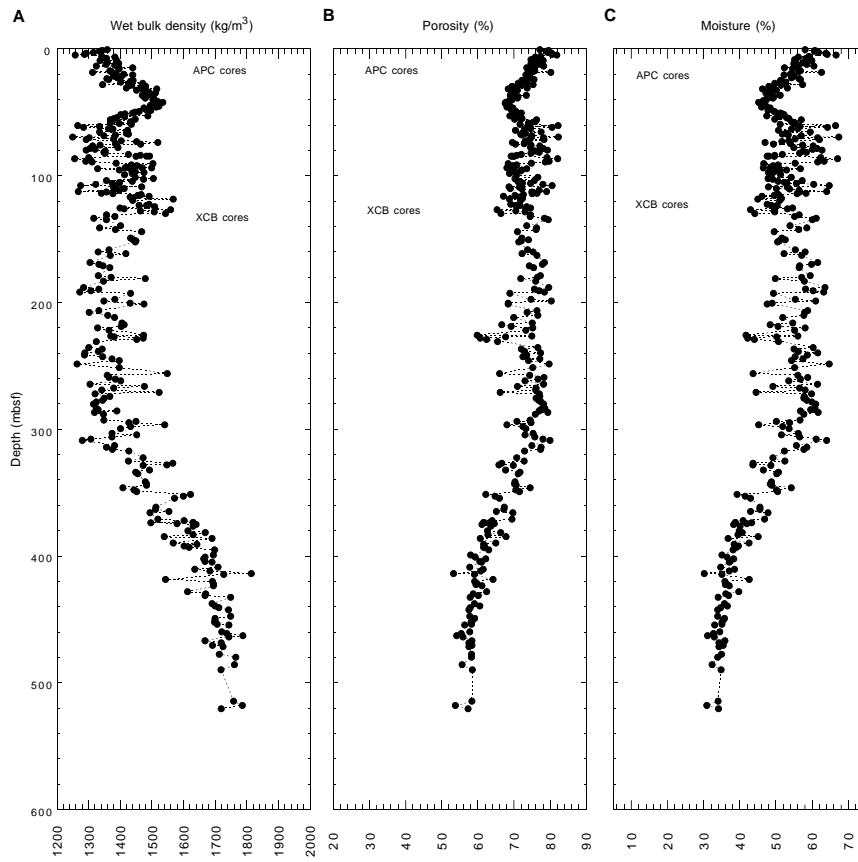 A
Wet bulk density (kg/m³)
B
Porosity (%)
C
Moisture (%)
0
100
200
300
400
500
600
Depth (mbsf)
APC cores
XCB cores
APC cores
XCB cores
APC cores
XCB cores
1200 1300 1400 1500 1600 1700 1800 1900 2000
20 30 40 50 60 70 80 90
10 20 30 40 50 60 70